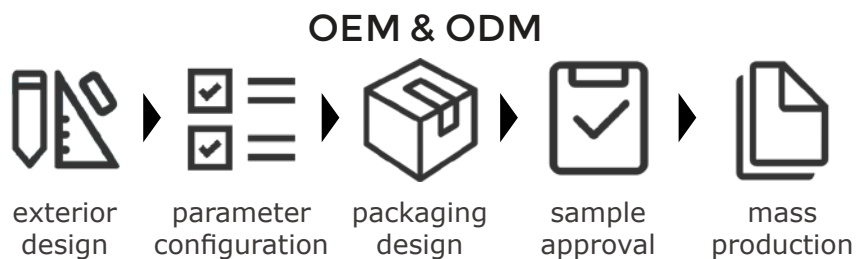 OEM & ODM
exterior
design
parameter
configuration
packaging
design
sample
approval
mass
production